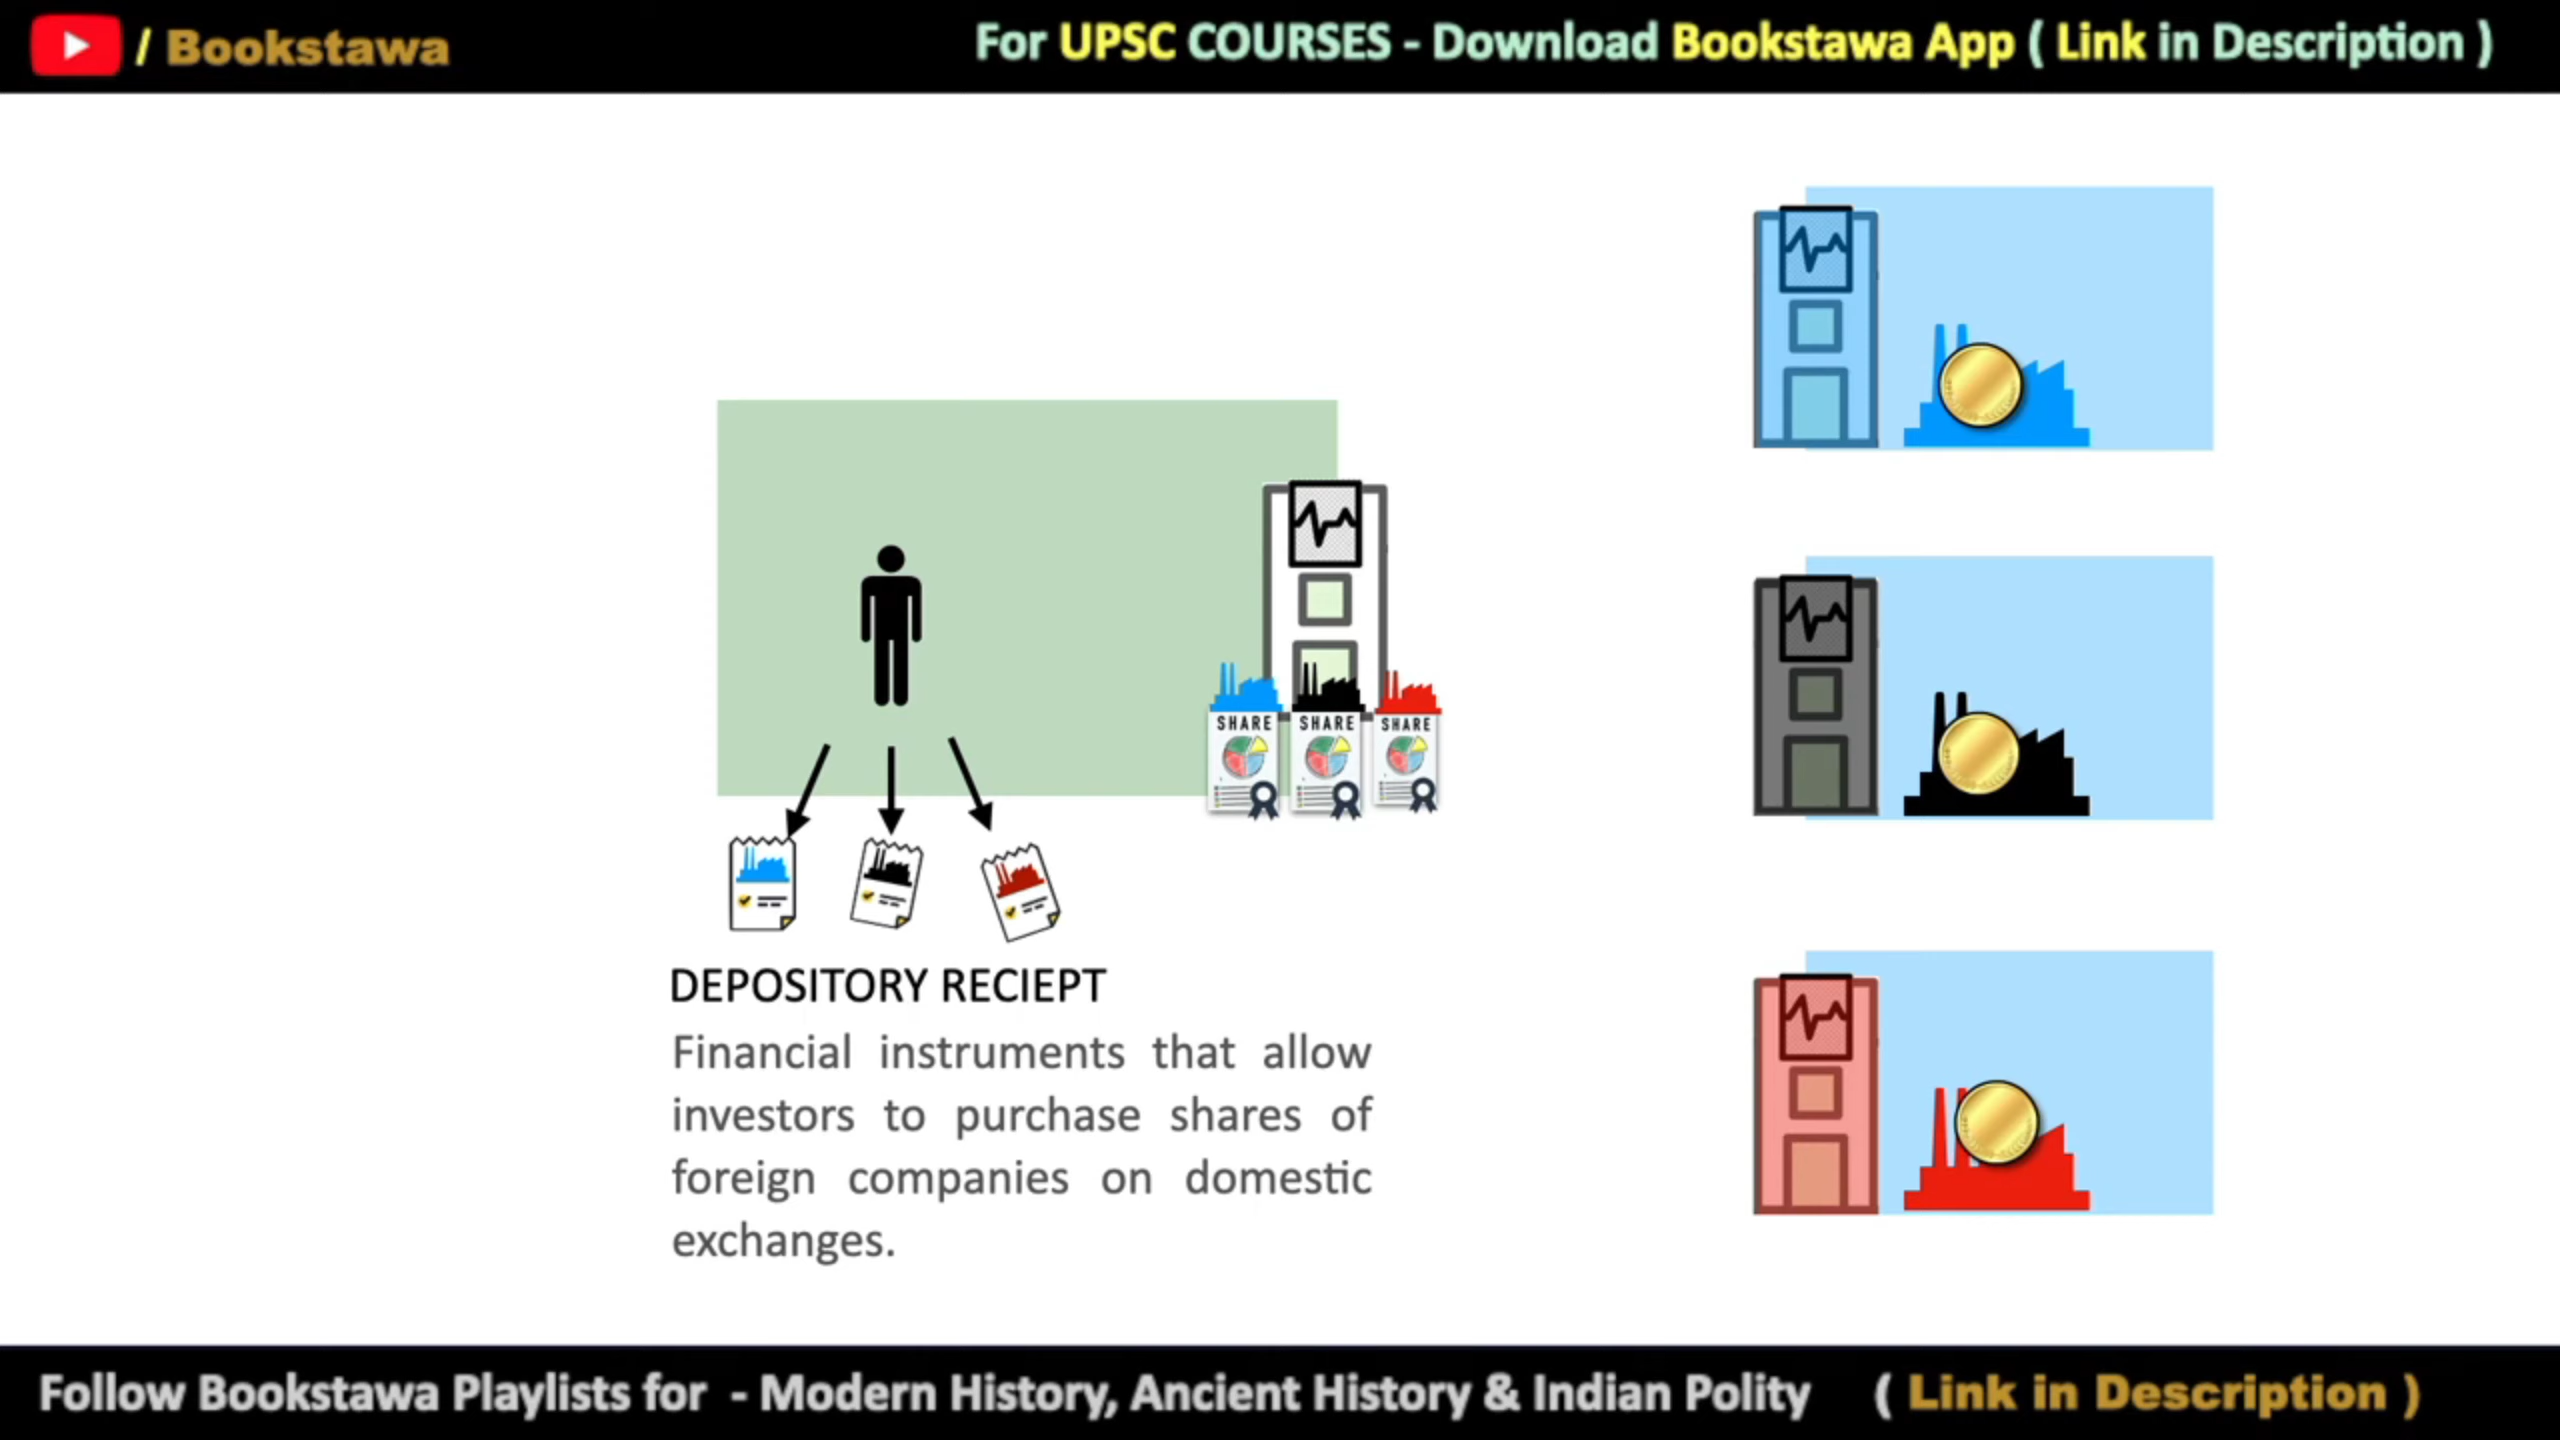 / Bookstawa
For UPSC COURSES - Download Bookstawa App ( Link in Description )
SHARE SHARE SHARE
DEPOSITORY RECIEPT
Financial instruments that allow
investors to purchase shares of
foreign companies on domestic
exchanges.
Follow Bookstawa Playlists for - Modern History, Ancient History & Indian Polity ( Link in Description )